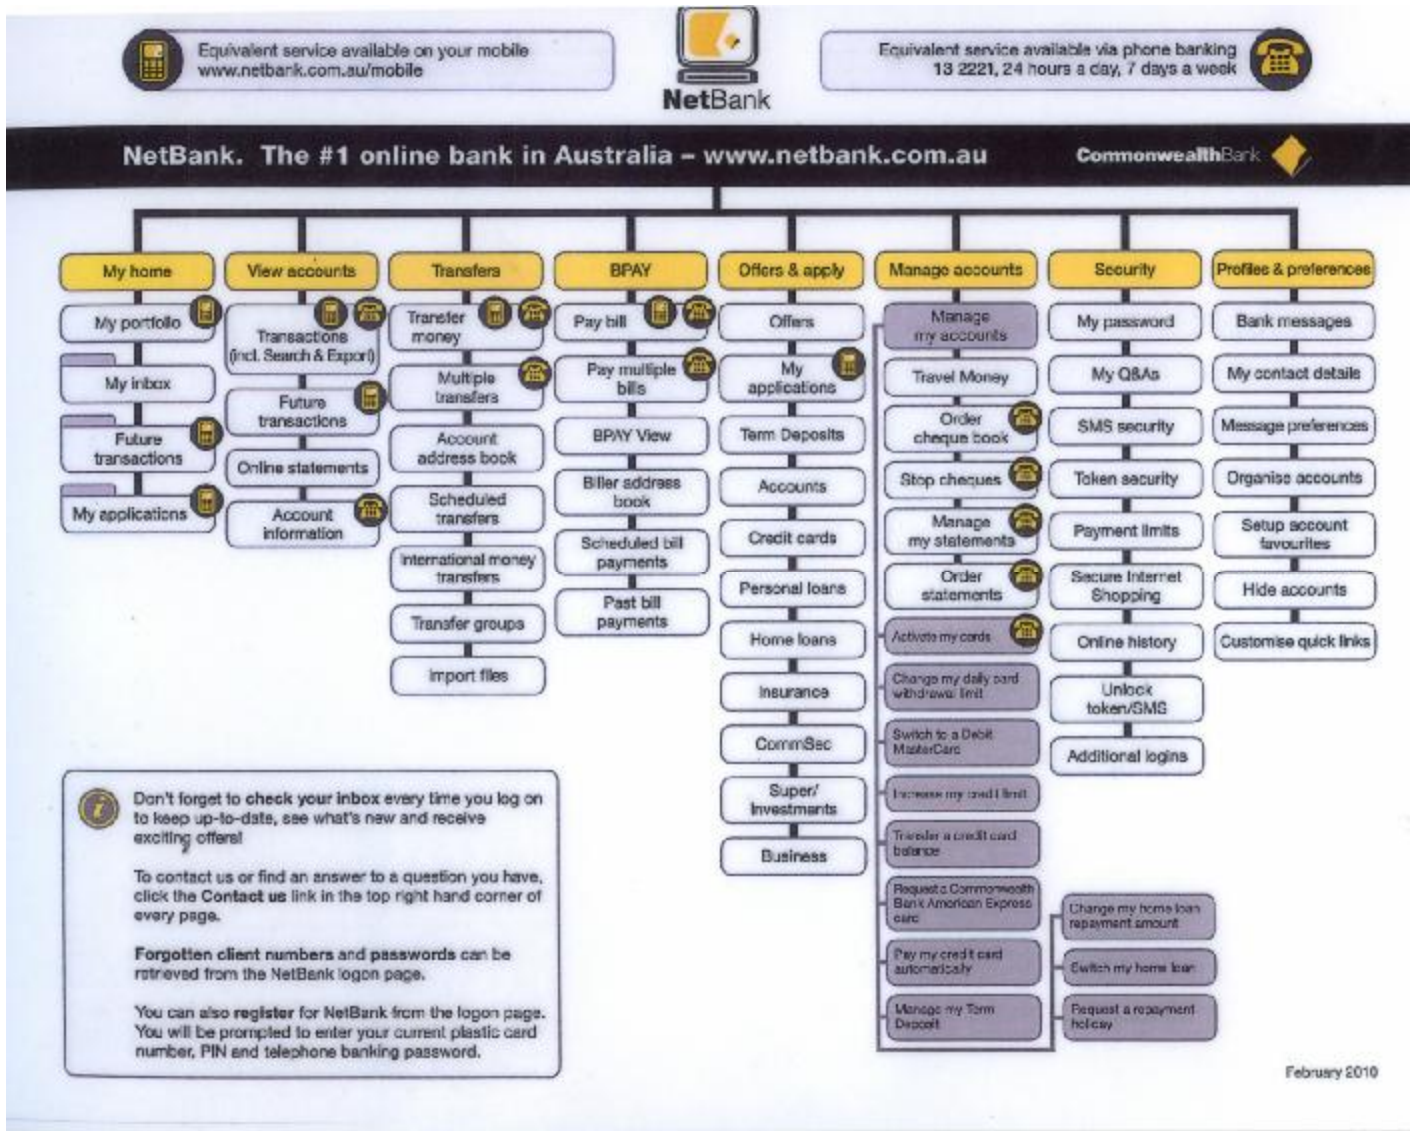 Equivalent service available on your mobile
www.netbank.com.au/mobile
NetBank
Equivalent service available via phone banking
13 2221, 24 hours a day, 7 days a week
NetBank. The #1 online bank in Australia – www.netbank.com.au
CommonwealthBank
My home
My portfolio
My inbox
Future
transactions
My applications
View accounts
Transactions
(incl. Search & Export)
Future
transactions
Online statements
Account
information
Transfers
Transfer
money
Multiple
transfers
Account
address book
Scheduled
transfers
International money
transfers
Transfer groups
Import files
BPAY
Pay bill
Pay multiple
bills
BPAY View
Biller address
book
Scheduled bill
payments
Past bill
payments
Offers & apply
Offers
My
applications
Term Deposits
Accounts
Credit cards
Personal loans
Home loans
Insurance
CommSec
Super/
Investments
Business
Manage accounts
Manage
my accounts
Travel Money
Order
cheque book
Stop cheques
Manage
my statements
Order
statements
Activate my cards
Change my daily card
withdrawal limit
Switch to a Debit
MasterCard
Increase my credit limit
Transfer a credit card
balance
Request a Commonwealth
Bank American Express
card
Pay my credit card
automatically
Manage my Term
Deposit
Change my home loan
repayment amount
Switch my home loan
Request a repayment
holiday
Security
My password
My Q&As
SMS security
Token security
Payment limits
Secure Internet
Shopping
Online history
Unlock
token/SMS
Additional logins
Profiles & preferences
Bank messages
My contact details
Message preferences
Organise accounts
Setup account
favourites
Hide accounts
Customise quick links
Don't forget to check your inbox every time you log on
to keep up-to-date, see what's new and receive
exciting offers!
To contact us or find an answer to a question you have,
click the Contact us link in the top right hand corner of
every page.
Forgotten client numbers and passwords can be
retrieved from the NetBank logon page.
You can also register for NetBank from the logon page.
You will be prompted to enter your current plastic card
number, PIN and telephone banking password.
February 2010